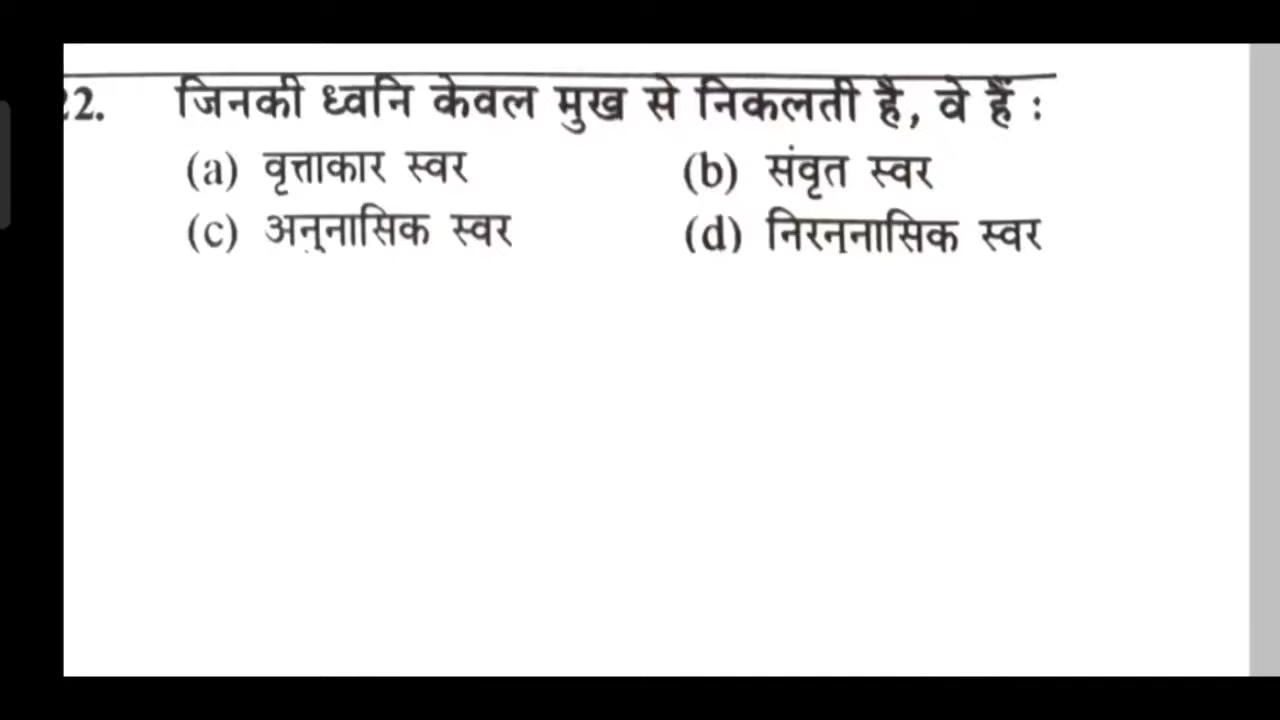 22. जिनकी ध्वनि केवल मुख से निकलती है, वे हैं :
(a) वृत्ताकार स्वर (b) संवृत स्वर
(c) अनुनासिक स्वर (d) निरनुनासिक स्वर